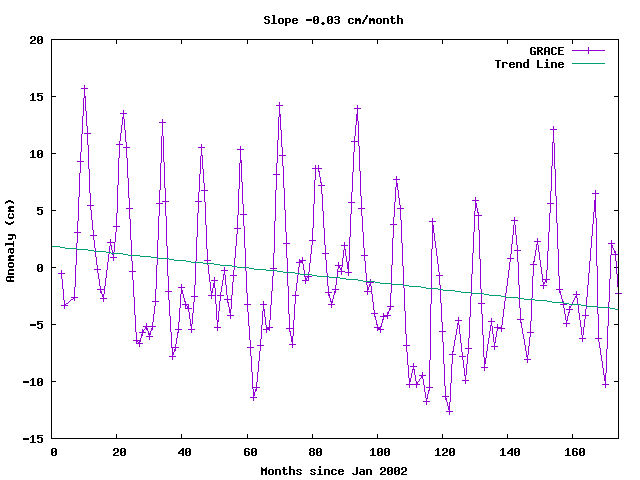 Slope -0.03 cm/month
20
GRACE
Trend Line
15
10
5
0
-5
-10
-15
Anomaly (cm)
0 20 40 60 80 100 120 140 160
Months since Jan 2002